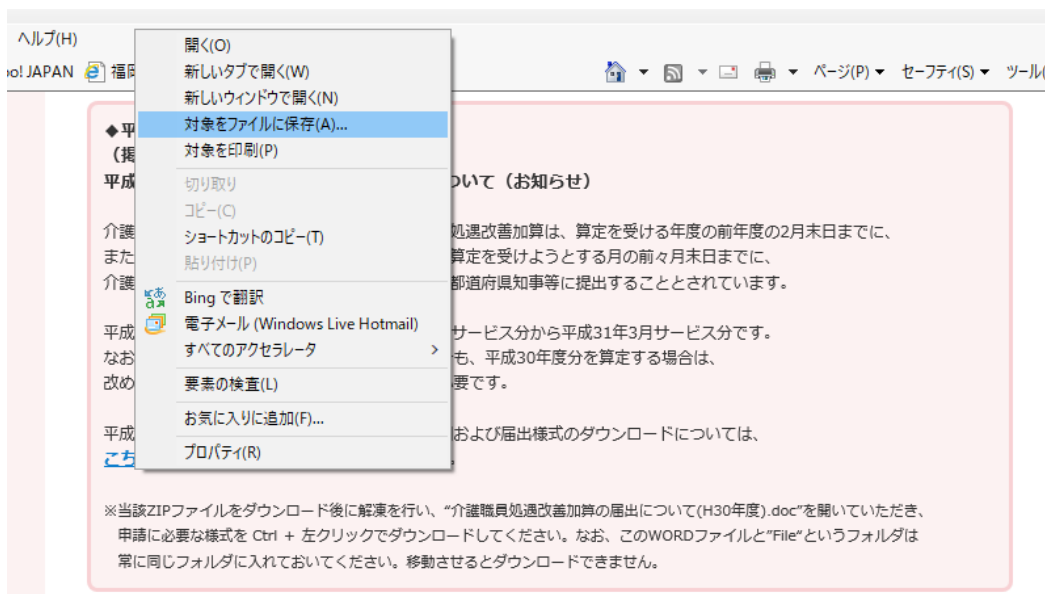 ヘルプ(H)
oo! JAPAN 福岡
ページ(P) セーフティ(S) ツール(
開く(O)
新しいタブで開く(W)
新しいウィンドウで開く(N)
対象をファイルに保存(A)...
対象を印刷(P)
切り取り
コピー(C)
ショートカットのコピー(T)
貼り付け(P)
Bing で翻訳
電子メール (Windows Live Hotmail)
すべてのアクセラレータ
要素の検査(L)
お気に入りに追加(F)...
プロパティ(R)
◆平
（掲
平成 ついて（お知らせ）
介護 処遇改善加算は、算定を受ける年度の前年度の2月末日までに、
また 算定を受けようとする月の前々月末日までに、
介護 都道府県知事等に提出することとされています。
平成 サービス分から平成31年3月サービス分です。
なお も、平成30年度分を算定する場合は、
改め 要です。
平成 および届出様式のダウンロードについては、
こち
※当該ZIPファイルをダウンロード後に解凍を行い、“介護職員処遇改善加算の届出について(H30年度).doc”を開いていただき、
申請に必要な様式を Ctrl + 左クリックでダウンロードしてください。なお、このWORDファイルと”File”というフォルダは
常に同じフォルダに入れておいてください。移動させるとダウンロードできません。